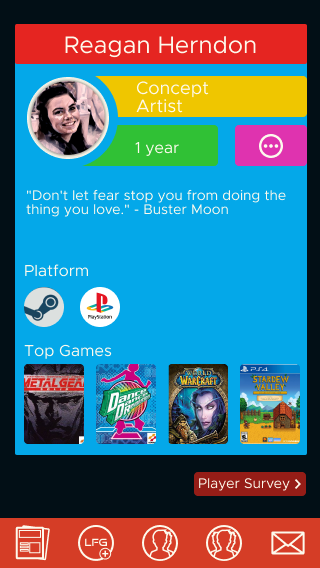 Reagan Herndon
Concept
Artist
1 year
"Don't let fear stop you from doing the
thing you love." - Buster Moon
Platform
PlayStation
Top Games
METAL GEAR
Dance
Dance
WORLD
WARCRAFT
PS4
STARDEW
VALLEY
Player Survey
LFG